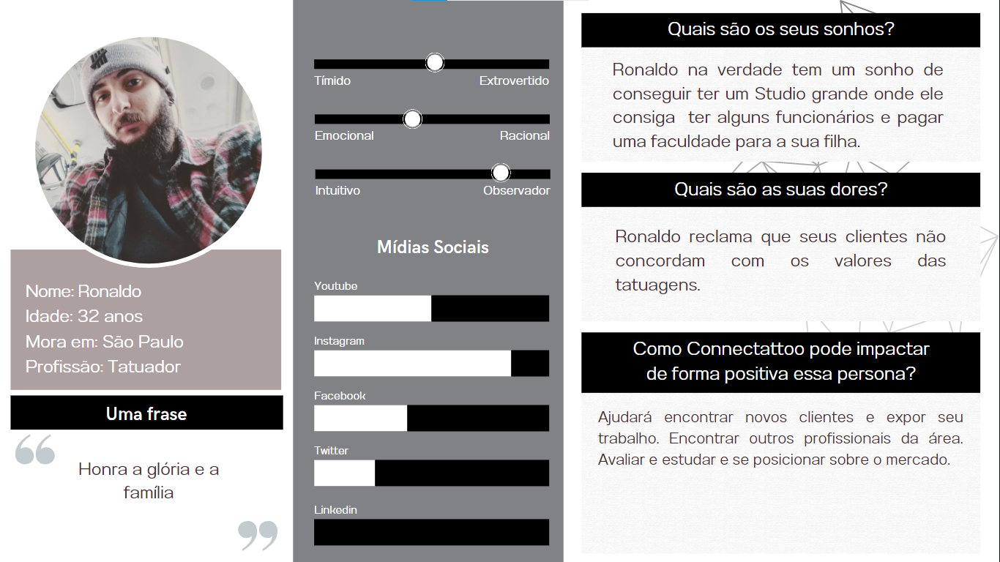 Nome: Ronaldo
Idade: 32 anos
Mora em: São Paulo
Profissão: Tatuador
Uma frase
“
Honra a glória e a
família
”
Tímido Extrovertido
Emocional Racional
Intuitivo Observador
Mídias Sociais
Youtube
Instagram
Facebook
Twitter
Linkedin
Quais são os seus sonhos?
Ronaldo na verdade tem um sonho de
conseguir ter um Studio grande onde ele
consiga ter alguns funcionários e pagar
uma faculdade para a sua filha.
Quais são as suas dores?
Ronaldo reclama que seus clientes não
concordam com os valores das
tatuagens.
Como Connectattoo pode impactar
de forma positiva essa persona?
Ajudará encontrar novos clientes e expor seu
trabalho. Encontrar outros profissionais da área.
Avaliar e estudar e se posicionar sobre o mercado.